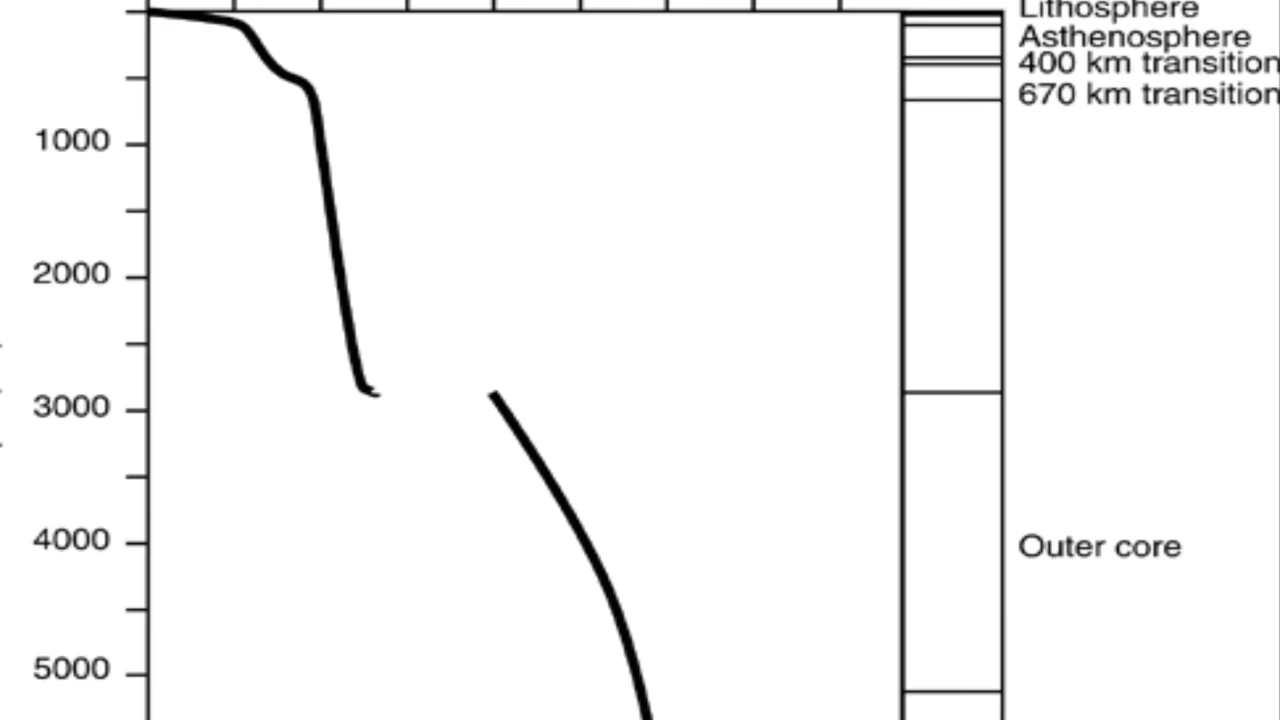 Lithosphere
Asthenosphere
400 km transition
670 km transition
1000
2000
3000
4000
Outer core
5000